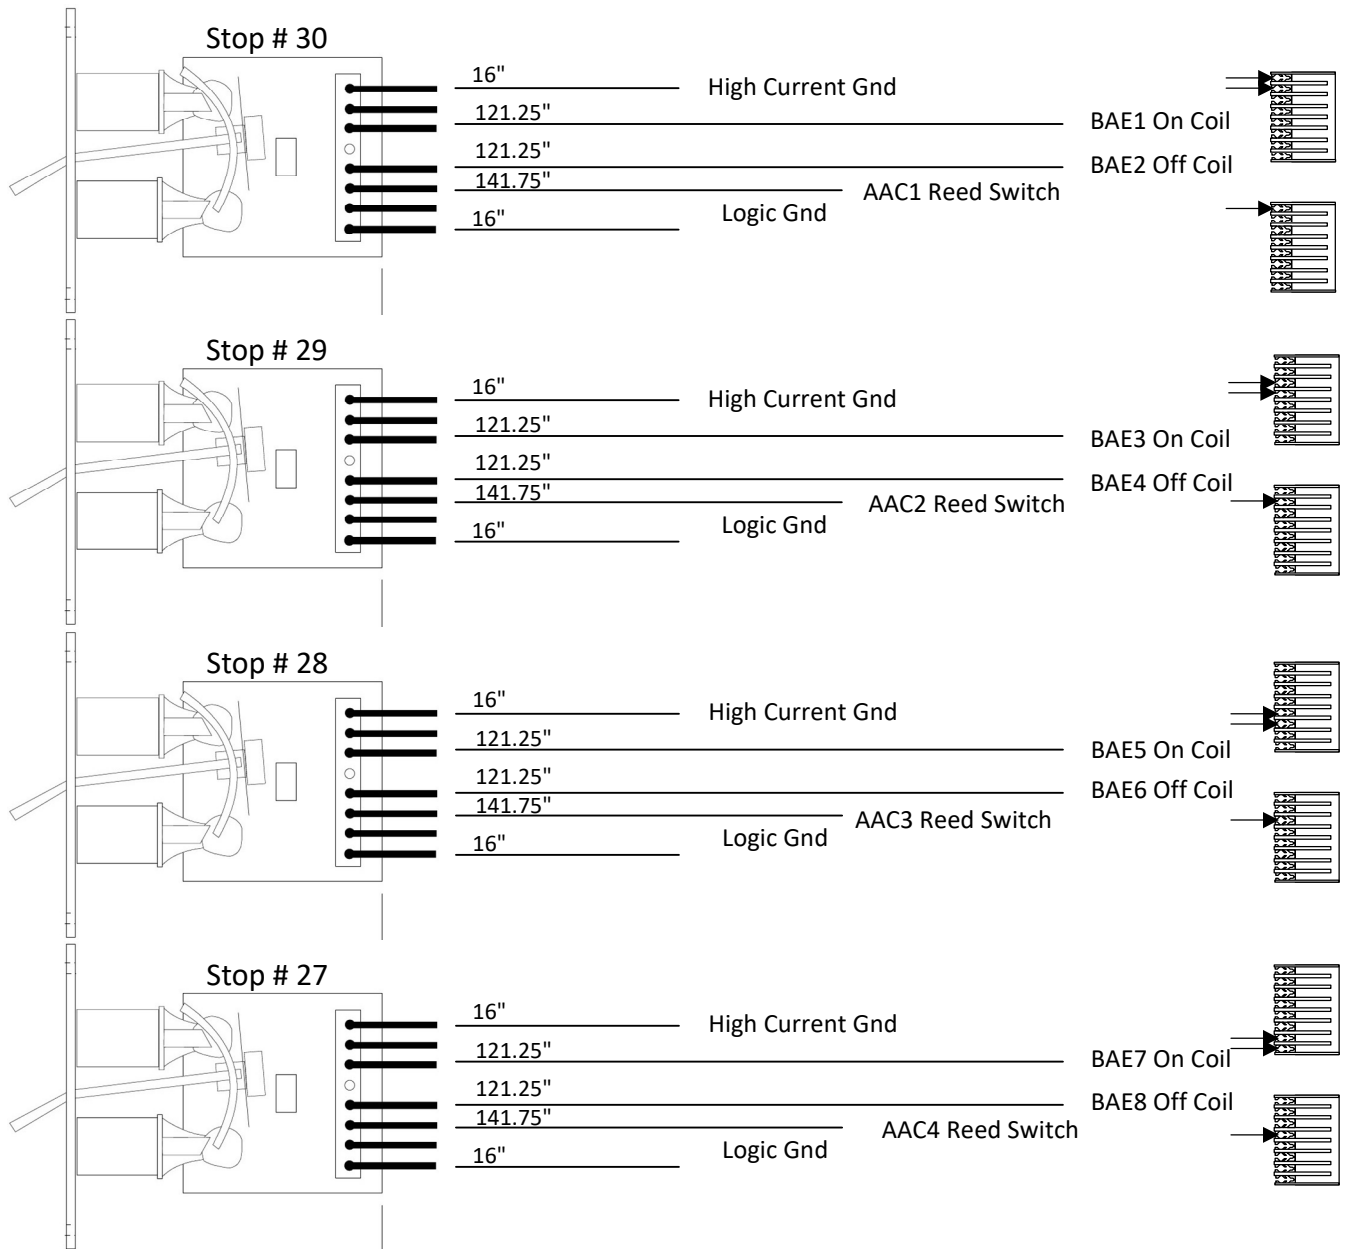 Stop # 30
16"
High Current Gnd
121.25"
BAE1 On Coil
121.25"
BAE2 Off Coil
141.75"
AAC1 Reed Switch
Logic Gnd
16"
Stop # 29
16"
High Current Gnd
121.25"
BAE3 On Coil
121.25"
BAE4 Off Coil
141.75"
AAC2 Reed Switch
Logic Gnd
16"
Stop # 28
16"
High Current Gnd
121.25"
BAE5 On Coil
121.25"
BAE6 Off Coil
141.75"
AAC3 Reed Switch
Logic Gnd
16"
Stop # 27
16"
High Current Gnd
121.25"
BAE7 On Coil
121.25"
BAE8 Off Coil
141.75"
AAC4 Reed Switch
Logic Gnd
16"